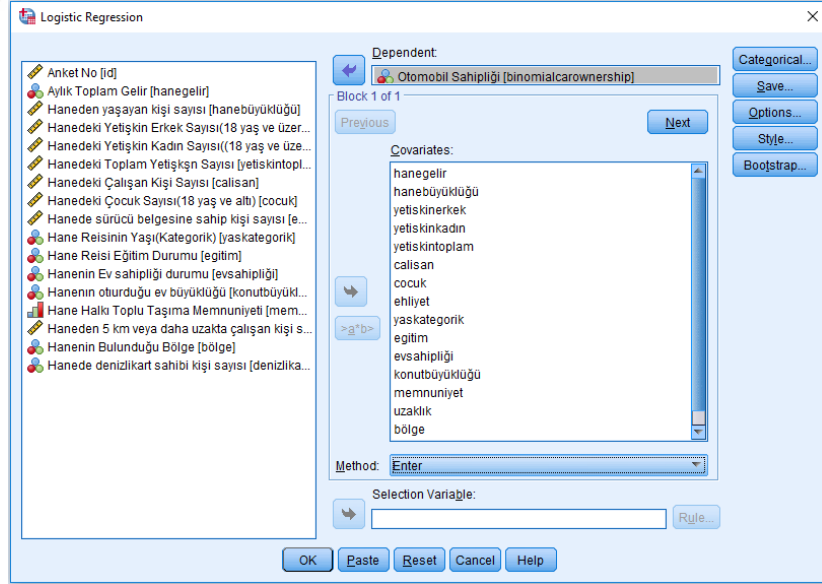 Logistic Regression
Anket No [id]
Aylık Toplam Gelir [hanegelir]
Haneden yaşayan kişi sayısı [hanebüyüklüğü]
Hanedeki Yetişkin Erkek Sayısı(18 yaş ve üzer...
Hanedeki Yetişkin Kadın Sayısı((18 yaş ve üze...
Hanedeki Toplam Yetişkşn Sayısı [yetiskintopl...
Hanedeki Çalışan Kişi Sayısı [calisan]
Hanedeki Çocuk Sayısı(18 yaş ve altı) [cocuk]
Hanede sürücü belgesine sahip kişi sayısı [e...
Hane Reisinin Yaşı(Kategorik) [yaskategorik]
Hane Reisi Eğitim Durumu [egitim]
Hanenin Ev sahipliği durumu [evsahipliği]
Hanenın otıurduğu ev büyüklüğü [konutbüyükl...
Hane Halkı Toplu Taşıma Memnuniyeti [mem...
Haneden 5 km veya daha uzakta çalışan kişi s...
Hanenin Bulunduğu Bölge [bölge]
Hanede denizlikart sahibi kişi sayısı [denizlika...
Dependent:
Otomobil Sahipliği [binomialcarownership]
Block 1 of 1
Previous
Next
Covariates:
hanegelir
hanebüyüklüğü
yetiskinerkek
yetiskinkadın
yetiskintoplam
calisan
cocuk
ehliyet
yaskategorik
egitim
evsahipliği
konutbüyüklüğü
memnuniyet
uzaklık
bölge
>a*b>
Method: Enter
Selection Variable:
Rule...
Categorical...
Save...
Options...
Style...
Bootstrap...
OK Paste Reset Cancel Help